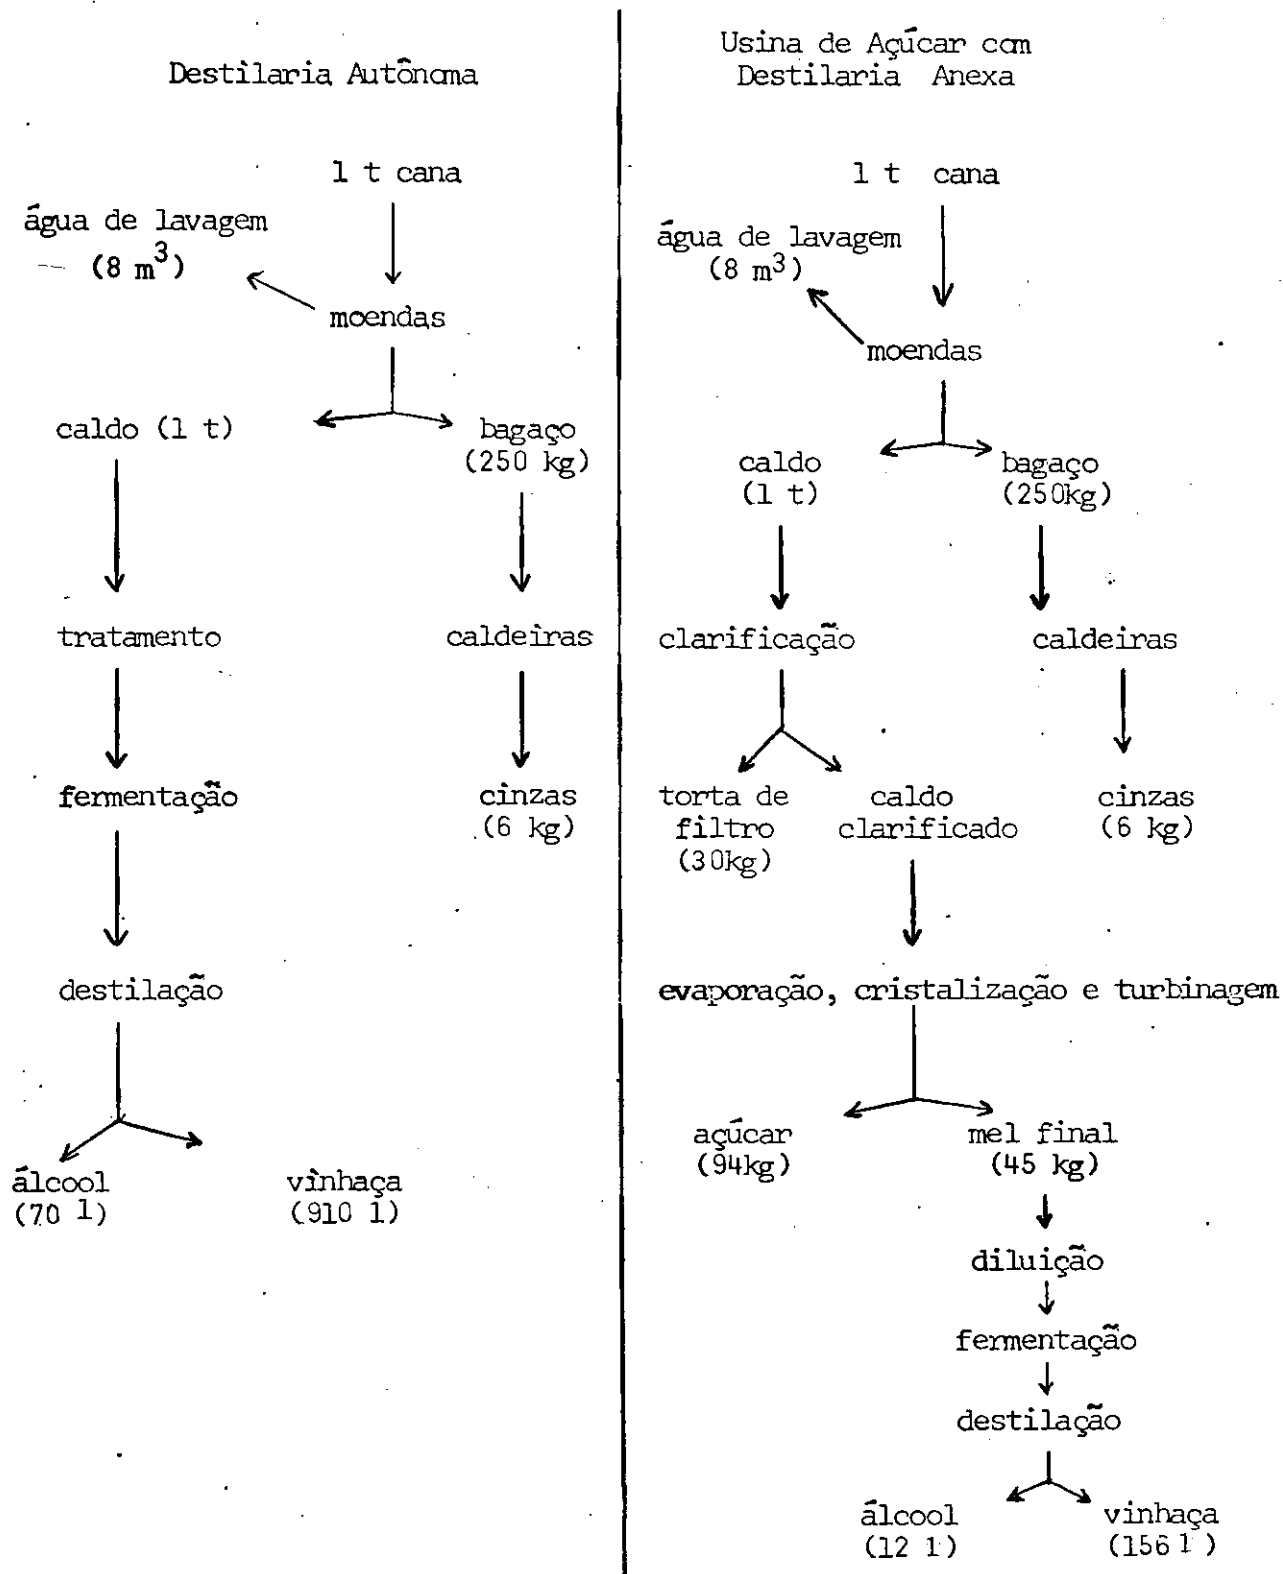 Destilaria Autônoma
1 t cana
água de lavagem
(8 m³)
moendas
caldo (1 t)
bagaço
(250 kg)
tratamento
caldeiras
fermentação
cinzas
(6 kg)
destilação
álcool
(70 l)
vinhaça
(910 l)
Usina de Açúcar com
Destilaria Anexa
1 t cana
água de lavagem
(8 m³)
moendas
caldo
(1 t)
bagaço
(250kg)
clarificação
caldeiras
torta de
filtro
(30kg)
caldo
clarificado
cinzas
(6 kg)
evaporação, cristalização e turbinagem
açúcar
(94kg)
mel final
(45 kg)
diluição
fermentação
destilação
álcool
(12 l)
vinhaça
(156 l)